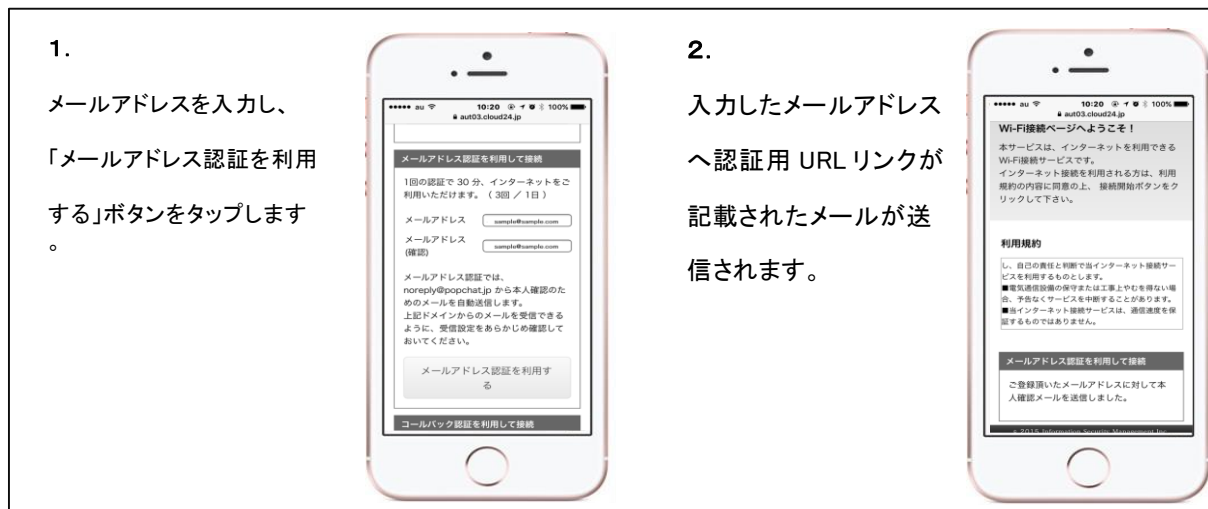 1.
メールアドレスを入力し、
「メールアドレス認証を利用
する」ボタンをタップします
。
●●●●● au 10:20 100%
aut03.cloud24.jp
メールアドレス認証を利用して接続
1回の認証で 30 分、インターネットをご
利用いただけます。（ 3回 ／ 1日 ）
メールアドレス sample@sample.com
メールアドレス
(確認) sample@sample.com
メールアドレス認証では、
noreply@popchat.jp から本人確認のた
めのメールを自動送信します。
上記ドメインからのメールを受信できる
ように、受信設定をあらかじめ確認して
おいてください。
メールアドレス認証を利用す
る
コールバック認証を利用して接続
2.
入力したメールアドレス
へ認証用 URL リンクが
記載されたメールが送
信されます。
●●●●● au 10:20 100%
aut03.cloud24.jp
Wi-Fi接続ページへようこそ！
本サービスは、インターネットを利用できる
Wi-Fi接続サービスです。
インターネット接続を利用される方は、利用
規約の内容に同意の上、 接続開始ボタンをク
リックして下さい。
利用規約
し、自己の責任と判断で当インターネット接続サー
ビスを利用するものとします。
■電気通信設備の保守または工事上やむを得ない場
合、予告なくサービスを中断することがあります。
■当インターネット接続サービスは、通信速度を保
証するものではありません。
メールアドレス認証を利用して接続
ご登録頂いたメールアドレスに対して本
人確認メールを送信しました。
© 2015 Information Security Management Inc